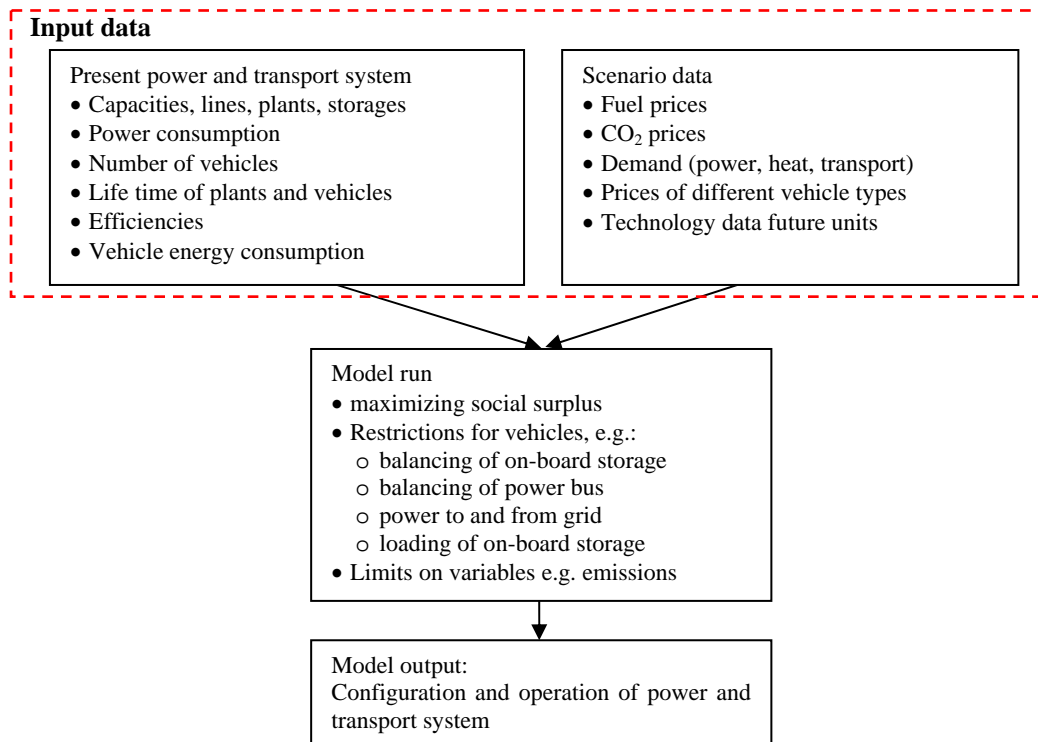 Input data
Present power and transport system
• Capacities, lines, plants, storages
• Power consumption
• Number of vehicles
• Life time of plants and vehicles
• Efficiencies
• Vehicle energy consumption
Scenario data
• Fuel prices
• CO₂ prices
• Demand (power, heat, transport)
• Prices of different vehicle types
• Technology data future units
Model run
• maximizing social surplus
• Restrictions for vehicles, e.g.:
o balancing of on-board storage
o balancing of power bus
o power to and from grid
o loading of on-board storage
• Limits on variables e.g. emissions
Model output:
Configuration and operation of power and
transport system